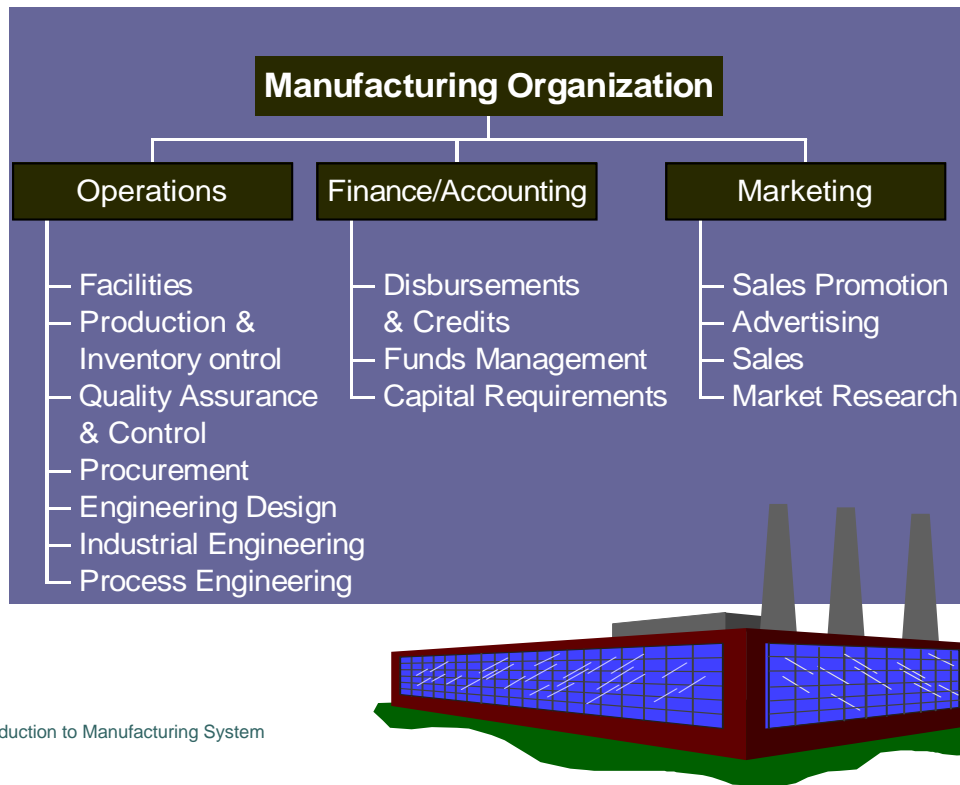 Manufacturing Organization
Operations
Facilities
Production &
Inventory ontrol
Quality Assurance
& Control
Procurement
Engineering Design
Industrial Engineering
Process Engineering
Finance/Accounting
Disbursements
& Credits
Funds Management
Capital Requirements
Marketing
Sales Promotion
Advertising
Sales
Market Research
duction to Manufacturing System